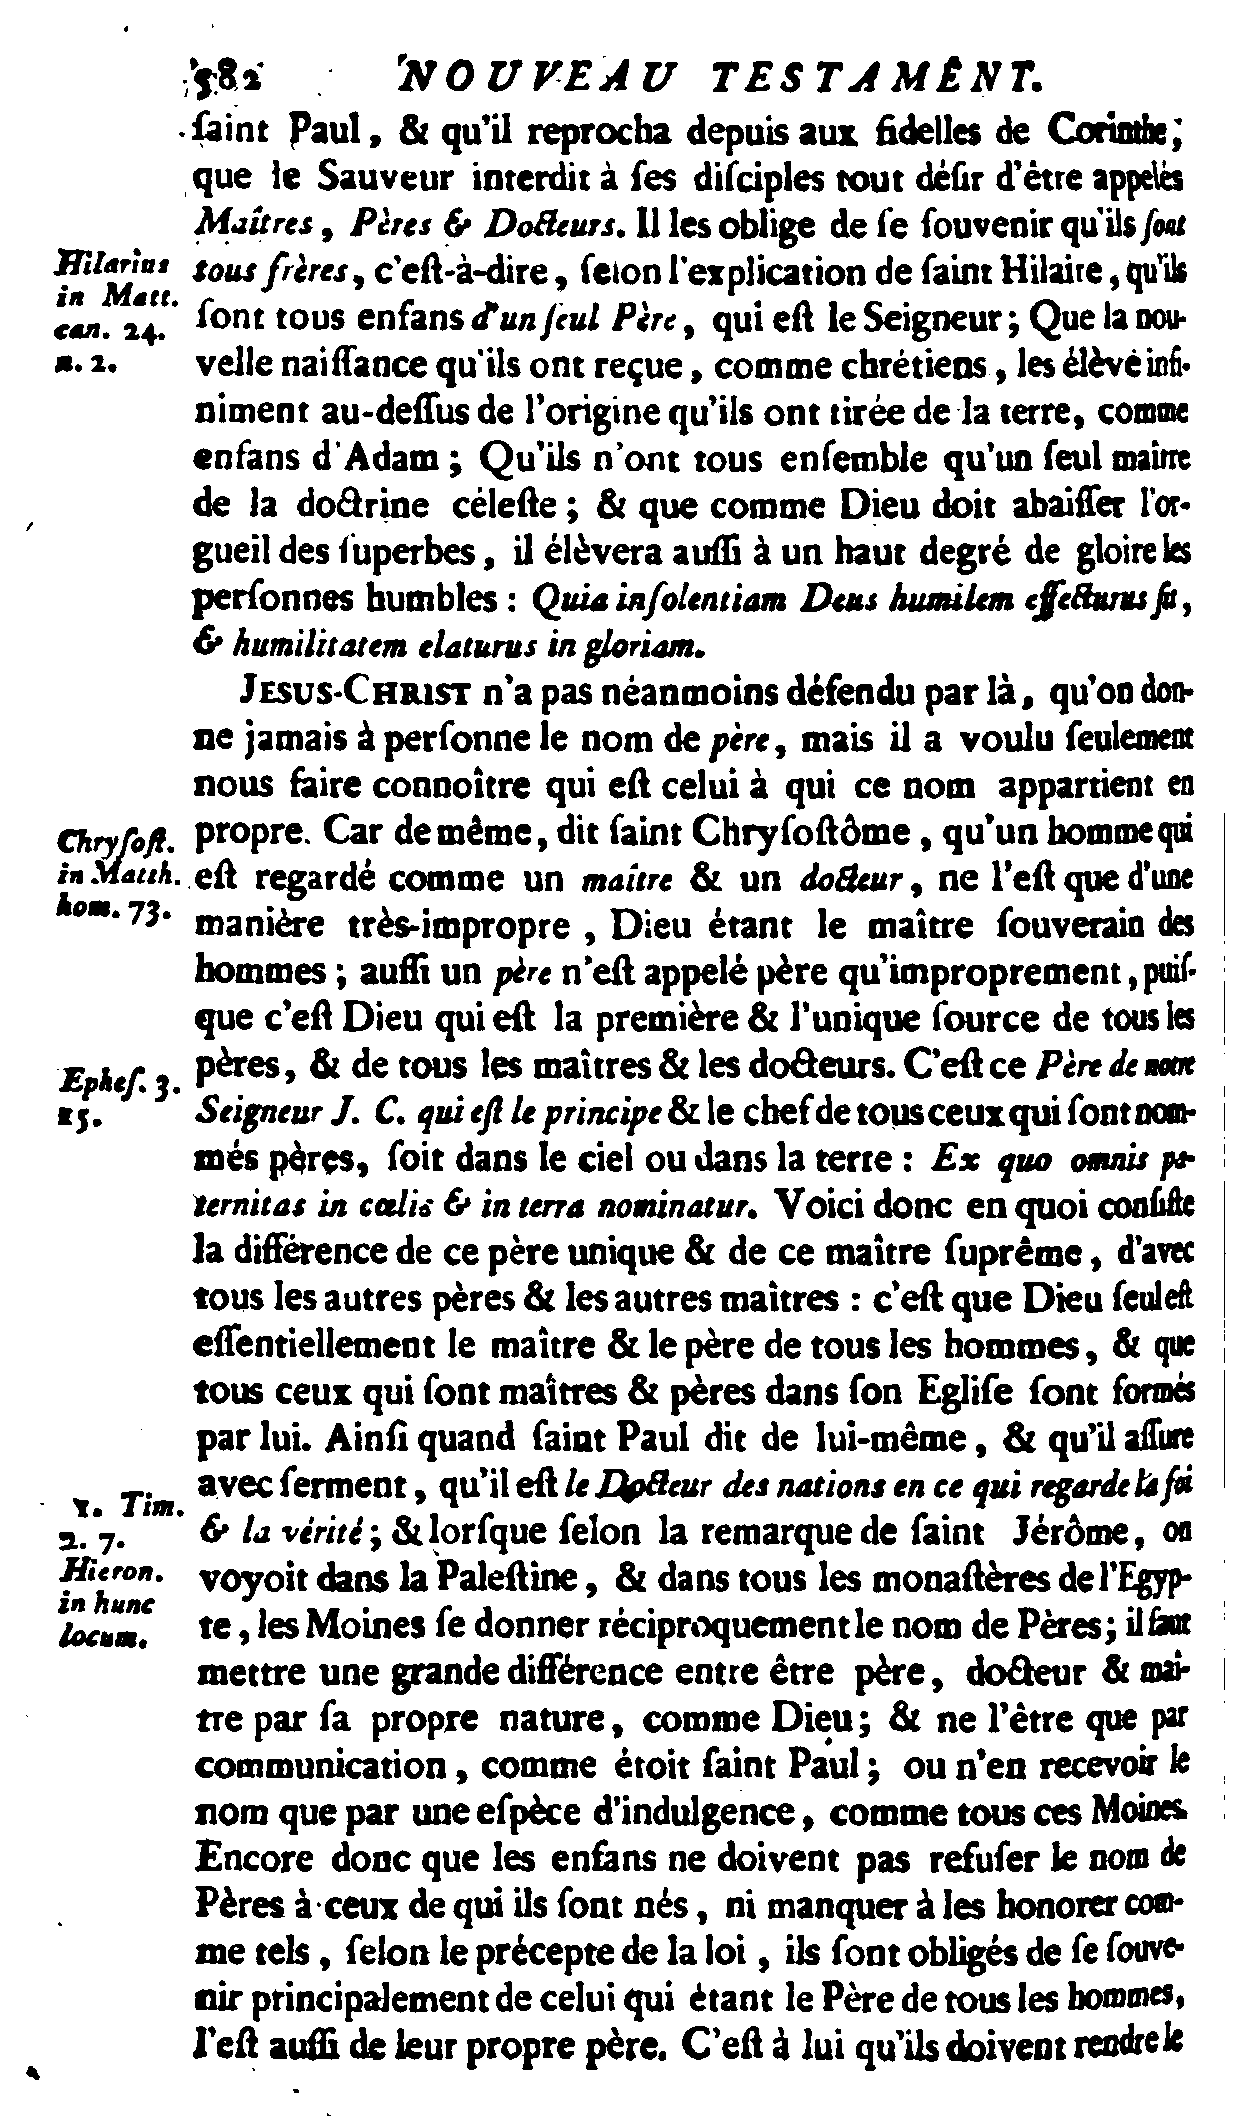 582 NOUVEAU TESTAMENT.
ſaint Paul, & qu'il reprocha depuis aux fidelles de Corinthe;
que le Sauveur interdit à ſes diſciples tout déſir d'être appelés
Maîtres, Pères & Docteurs. Il les oblige de ſe ſouvenir qu'ils ſont
tous frères, c'eſt-à-dire, ſelon l'explication de ſaint Hilaire, qu'ils
ſont tous enfans d'un ſeul Père, qui eſt le Seigneur; Que la nou-
velle naiſſance qu'ils ont reçue, comme chrétiens, les élève infi-
niment au-deſſus de l'origine qu'ils ont tirée de la terre, comme
enfans d'Adam; Qu'ils n'ont tous enſemble qu'un ſeul maître
de la doctrine céleſte; & que comme Dieu doit abaiſſer l'or-
gueil des ſuperbes, il élèvera auſſi à un haut degré de gloire les
perſonnes humbles : Quia inſolentiam Deus humilem effecturus ſit,
& humilitatem elaturus in gloriam.
JESUS-CHRIST n'a pas néanmoins défendu par là, qu'on don-
ne jamais à perſonne le nom de père, mais il a voulu ſeulement
nous faire connoître qui eſt celui à qui ce nom appartient en
propre. Car de même, dit ſaint Chryſoſtôme, qu'un homme qui
eſt regardé comme un maître & un docteur, ne l'eſt que d'une
manière très-impropre, Dieu étant le maître ſouverain des
hommes; auſſi un père n'eſt appelé père qu'improprement, puiſ-
que c'eſt Dieu qui eſt la première & l'unique ſource de tous les
pères, & de tous les maîtres & les docteurs. C'eſt ce Père de notre
Seigneur J. C. qui eſt le principe & le chef de tous ceux qui ſont nom-
més pères, ſoit dans le ciel ou dans la terre : Ex quo omnis pa-
ternitas in cœlis & in terra nominatur. Voici donc en quoi conſiſte
la différence de ce père unique & de ce maître ſuprême, d'avec
tous les autres pères & les autres maîtres : c'eſt que Dieu ſeul eſt
eſſentiellement le maître & le père de tous les hommes, & que
tous ceux qui ſont maîtres & pères dans ſon Egliſe ſont formés
par lui. Ainſi quand ſaint Paul dit de lui-même, & qu'il aſſure
avec ſerment, qu'il eſt le Docteur des nations en ce qui regarde la foi
& la vérité; & lorſque ſelon la remarque de ſaint Jérôme, on
voyoit dans la Paleſtine, & dans tous les monaſtères de l'Egyp-
te, les Moines ſe donner réciproquement le nom de Pères; il faut
mettre une grande différence entre être père, docteur & maî-
tre par ſa propre nature, comme Dieu; & ne l'être que par
communication, comme étoit ſaint Paul; ou n'en recevoir le
nom que par une eſpèce d'indulgence, comme tous ces Moines.
Encore donc que les enfans ne doivent pas refuſer le nom de
Pères à ceux de qui ils ſont nés, ni manquer à les honorer com-
me tels, ſelon le précepte de la loi, ils ſont obligés de ſe ſouve-
nir principalement de celui qui étant le Père de tous les hommes,
l'eſt auſſi de leur propre père. C'eſt à lui qu'ils doivent rendre le
Hilarius
in Matt.
can. 24.
n. 2.
Chryſoſt.
in Matth.
hom. 73.
Epheſ. 3.
15.
1. Tim.
2. 7.
Hieron.
in hunc
locum.